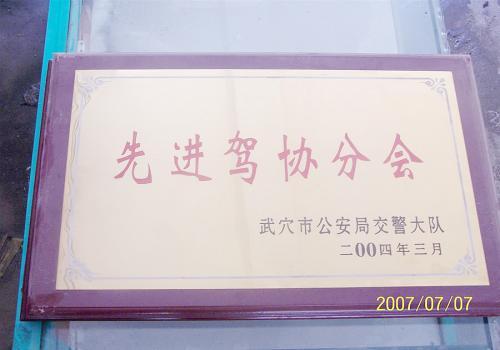 先进驾协分会
武穴市公安局交警大队
二00四年三月
2007/07/07